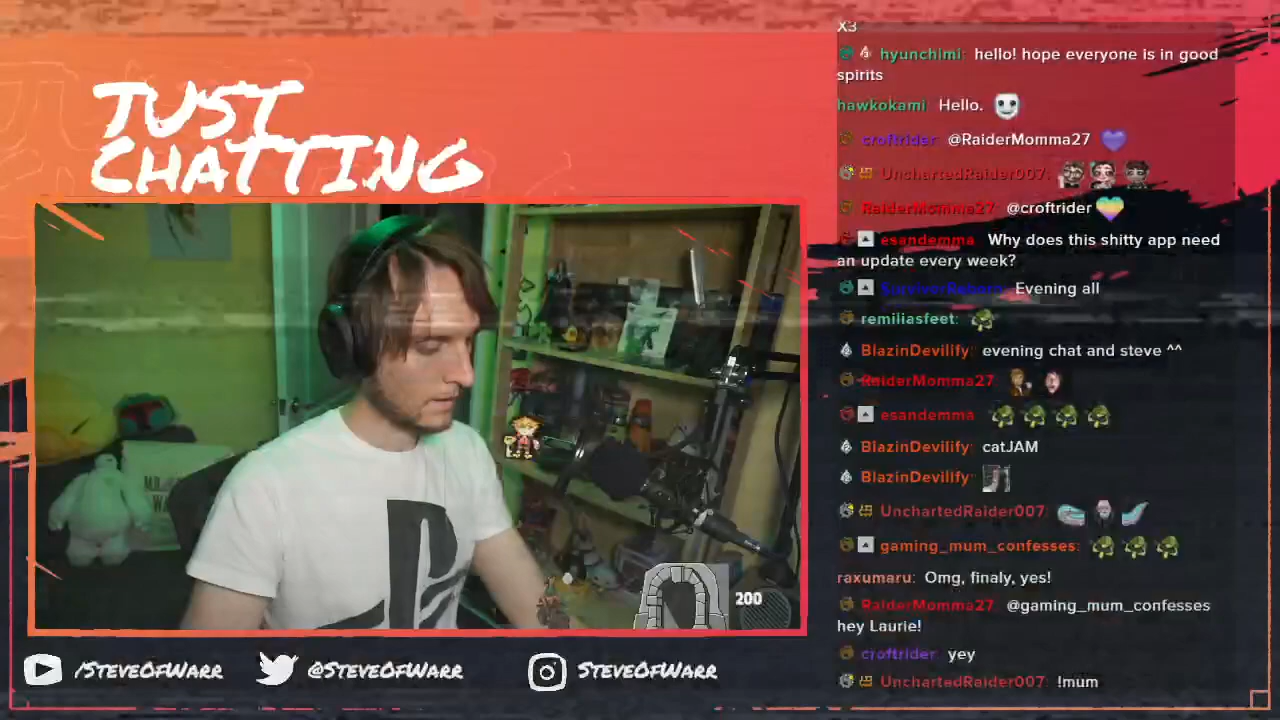 JUST
CHATTING
X3
hyunchimi: hello! hope everyone is in good
spirits
hawkokami Hello.
croftrider @RaiderMomma27
UnchartedRaider007:
RaiderMomma27 @croftrider
esandemma Why does this shitty app need
an update every week?
SurvivorReborn Evening all
remiliasfeet:
BlazinDevilify: evening chat and steve ^^
RaiderMomma27
esandemma
BlazinDevilify: catJAM
BlazinDevilify:
UnchartedRaider007:
gaming_mum_confesses:
raxumaru: Omg, finaly, yes!
RaiderMomma27 @gaming_mum_confesses
hey Laurie!
croftrider yey
UnchartedRaider007: !mum
200
/SteveOfWarr
@SteveOfWarr
SteveOfWarr